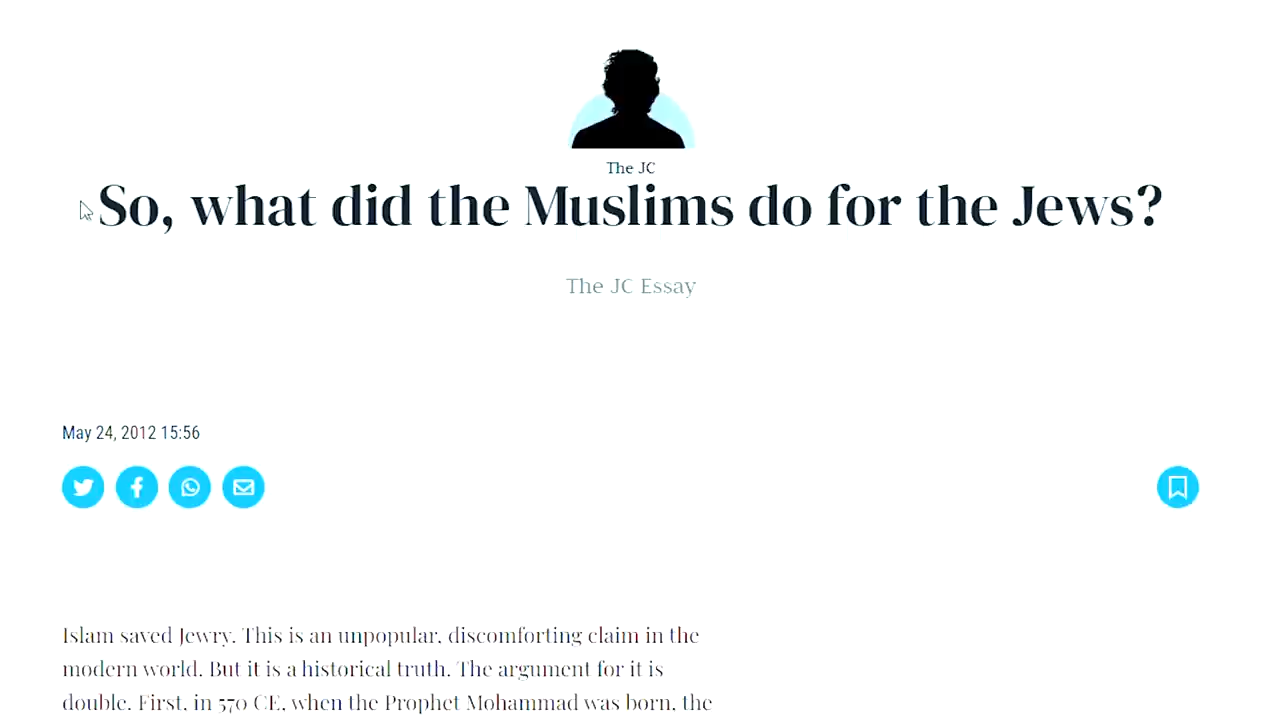 The JC
So, what did the Muslims do for the Jews?
The JC Essay
May 24, 2012 15:56
Islam saved Jewry. This is an unpopular, discomforting claim in the
modern world. But it is a historical truth. The argument for it is
double. First, in 570 CE, when the Prophet Mohammad was born, the